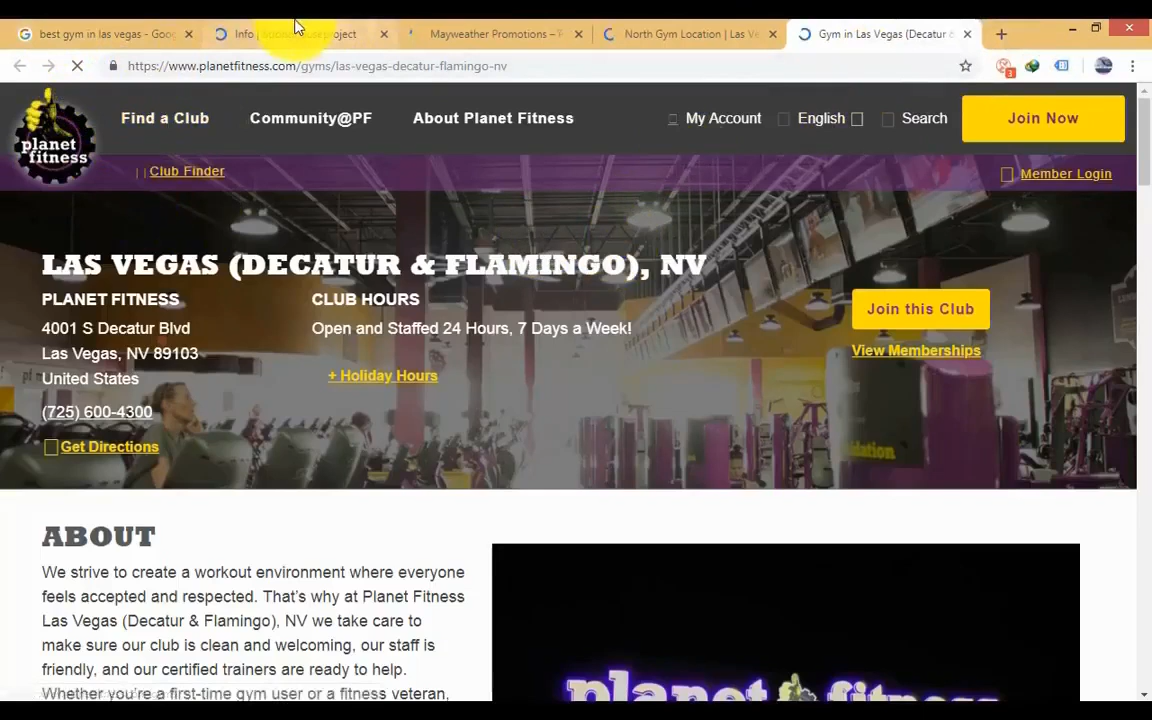 best gym in las vegas - Goo
Info |
Mayweather Promotions – T
North Gym Location | Las Ve
Gym in Las Vegas (Decatur &
https://www.planetfitness.com/gyms/las-vegas-decatur-flamingo-nv
1
planet
fitness
Find a Club
Community@PF
About Planet Fitness
My Account
English
Search
Join Now
Club Finder
Member Login
LAS VEGAS (DECATUR & FLAMINGO), NV
PLANET FITNESS
4001 S Decatur Blvd
Las Vegas, NV 89103
United States
(725) 600-4300
Get Directions
CLUB HOURS
Open and Staffed 24 Hours, 7 Days a Week!
+ Holiday Hours
Join this Club
View Memberships
ABOUT
We strive to create a workout environment where everyone
feels accepted and respected. That's why at Planet Fitness
Las Vegas (Decatur & Flamingo), NV we take care to
make sure our club is clean and welcoming, our staff is
friendly, and our certified trainers are ready to help.
Whether you're a first-time gym user or a fitness veteran,
planet fitness